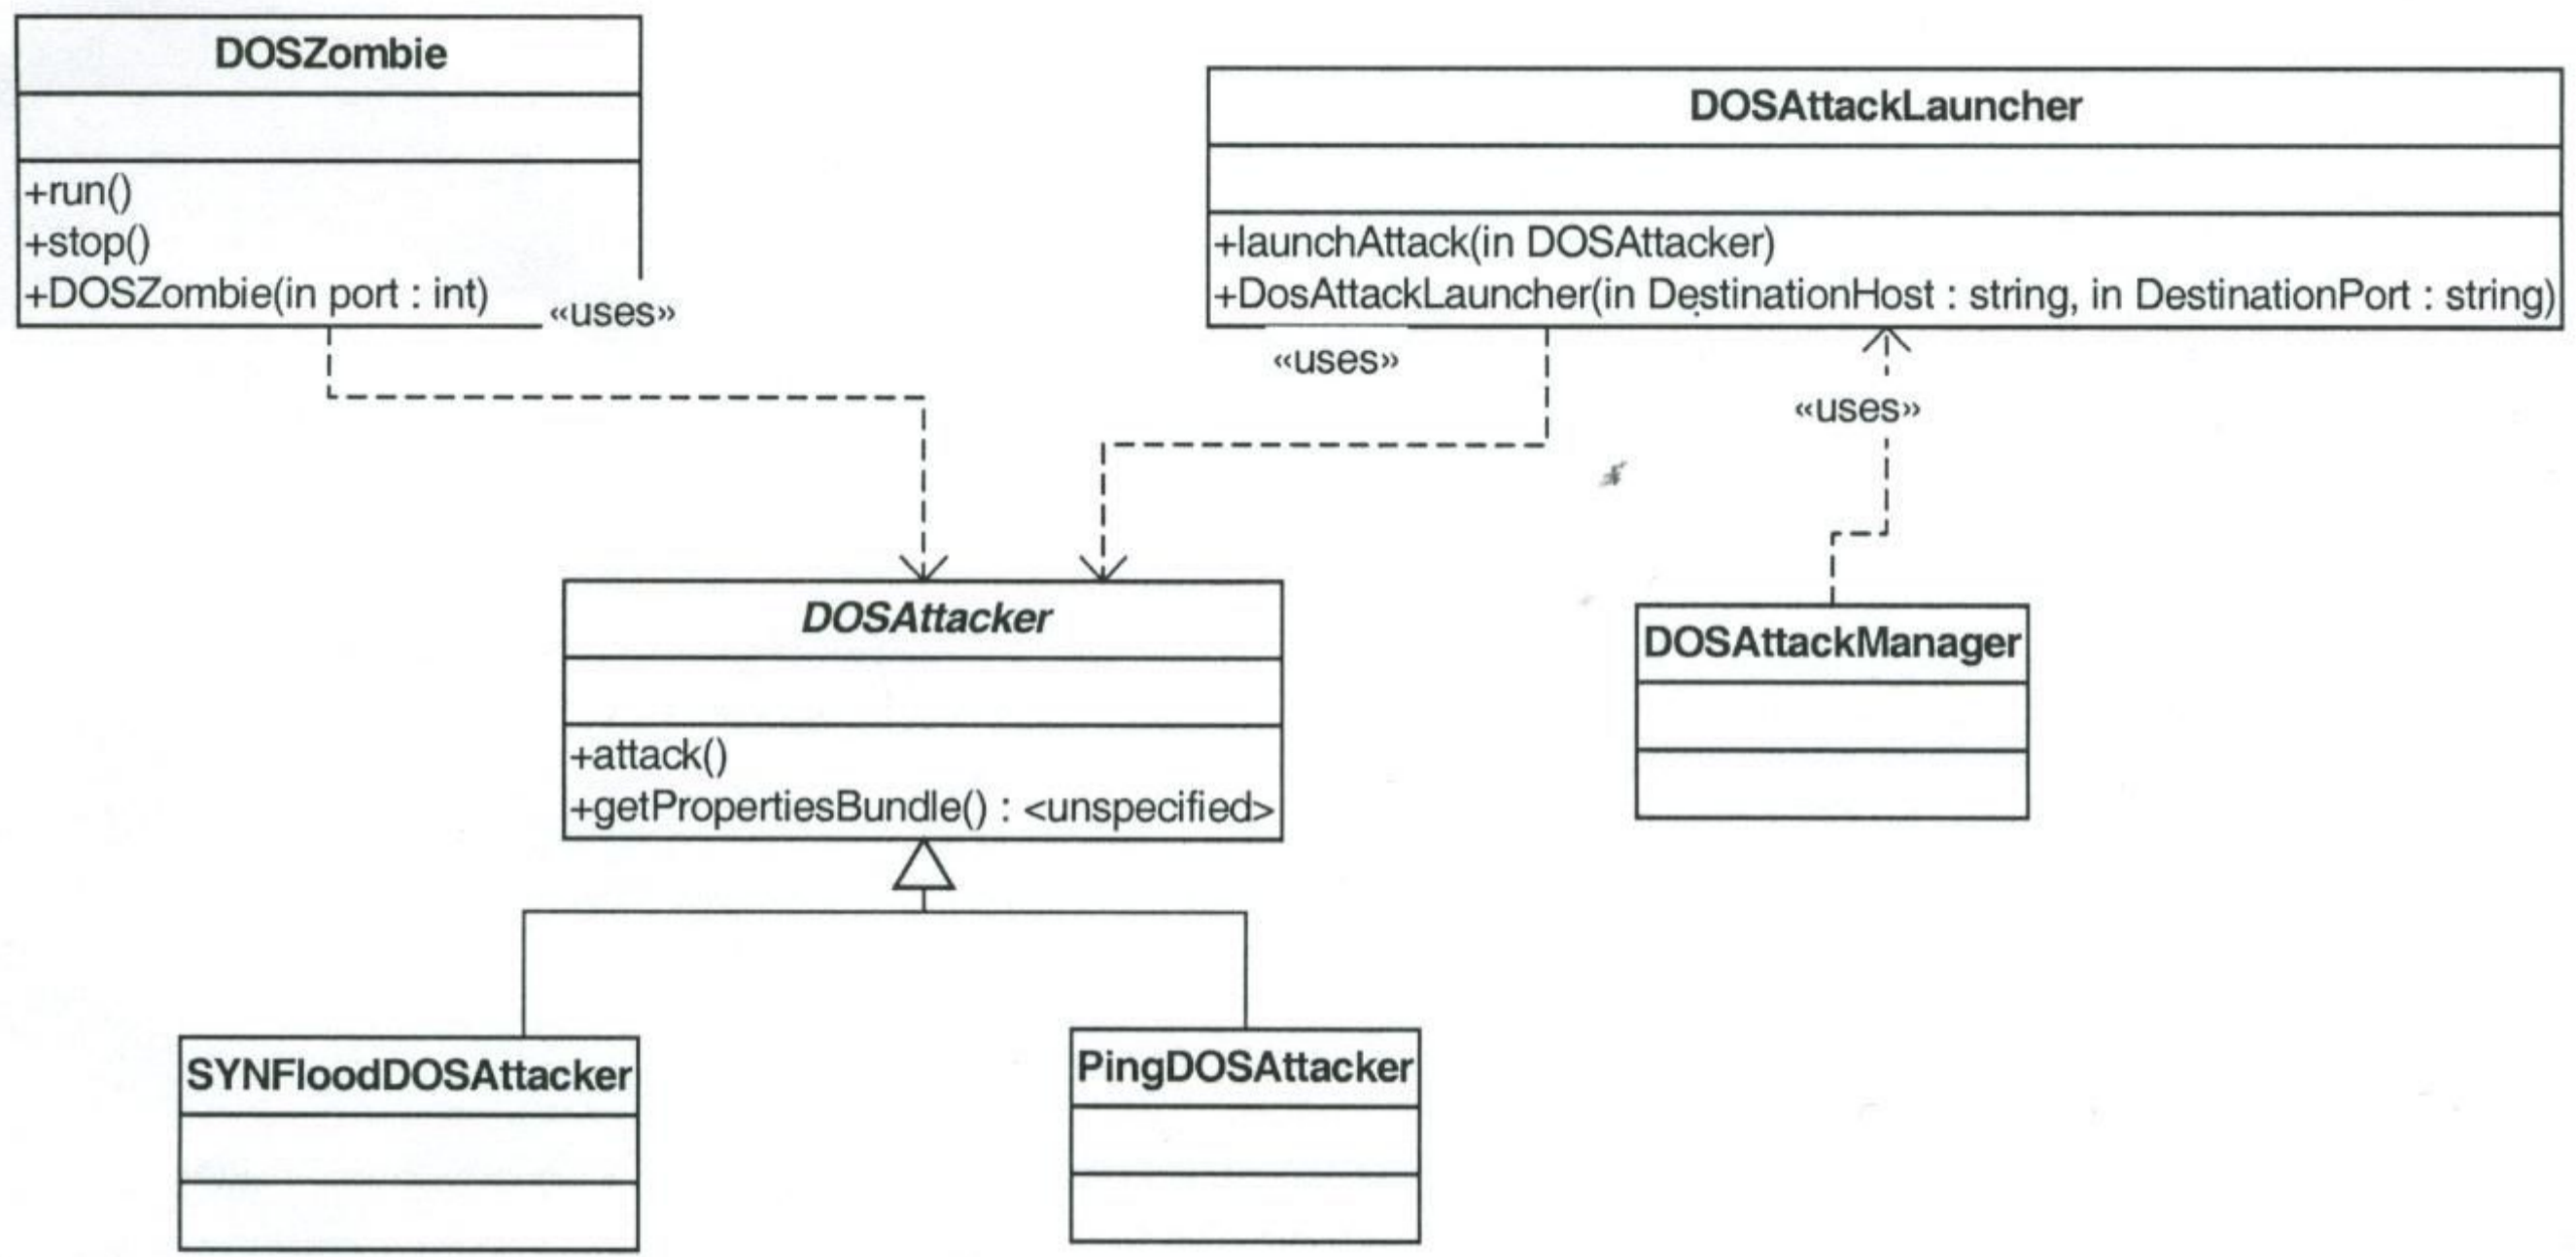 DOSZombie
+run()
+stop()
+DOSZombie(in port : int)
«uses»
DOSAttackLauncher
+launchAttack(in DOSAttacker)
+DosAttackLauncher(in DestinationHost : string, in DestinationPort : string)
«uses»
«uses»
DOSAttacker
+attack()
+getPropertiesBundle() : <unspecified>
DOSAttackManager
SYNFloodDOSAttacker
PingDOSAttacker